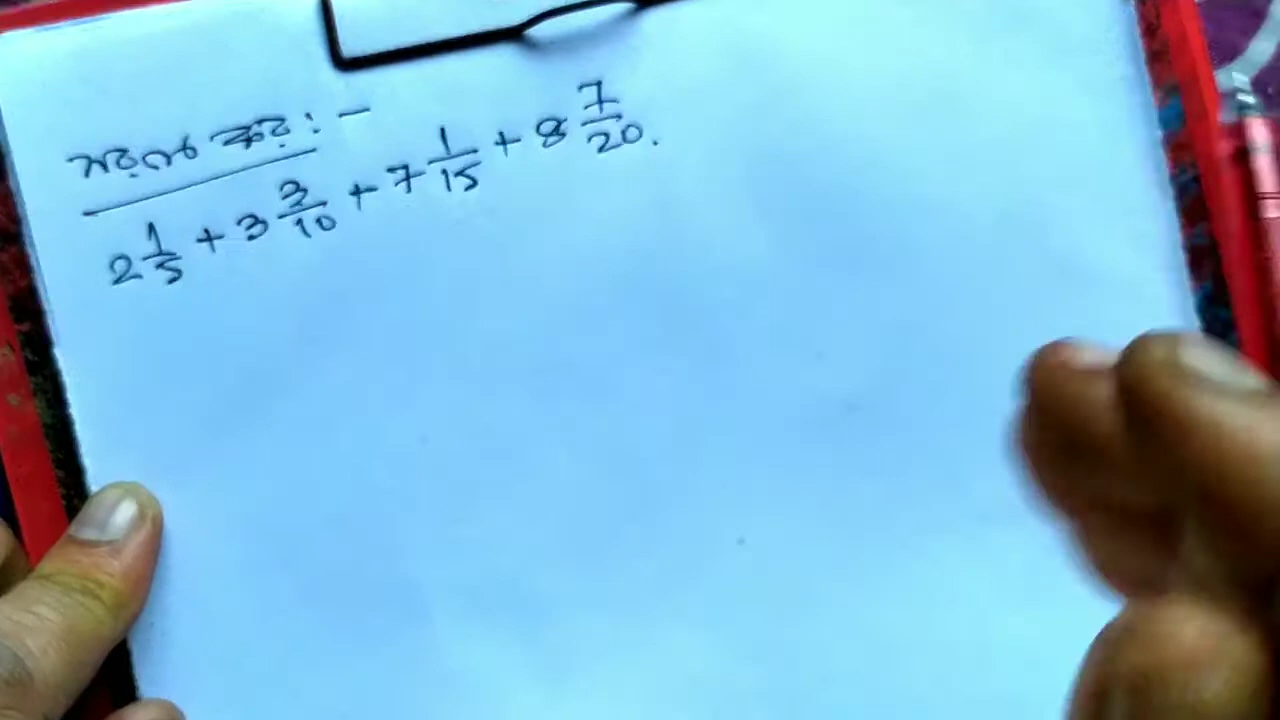 সরল কর : -
2 1/5 + 3 3/10 + 7 1/15 + 8 7/20.